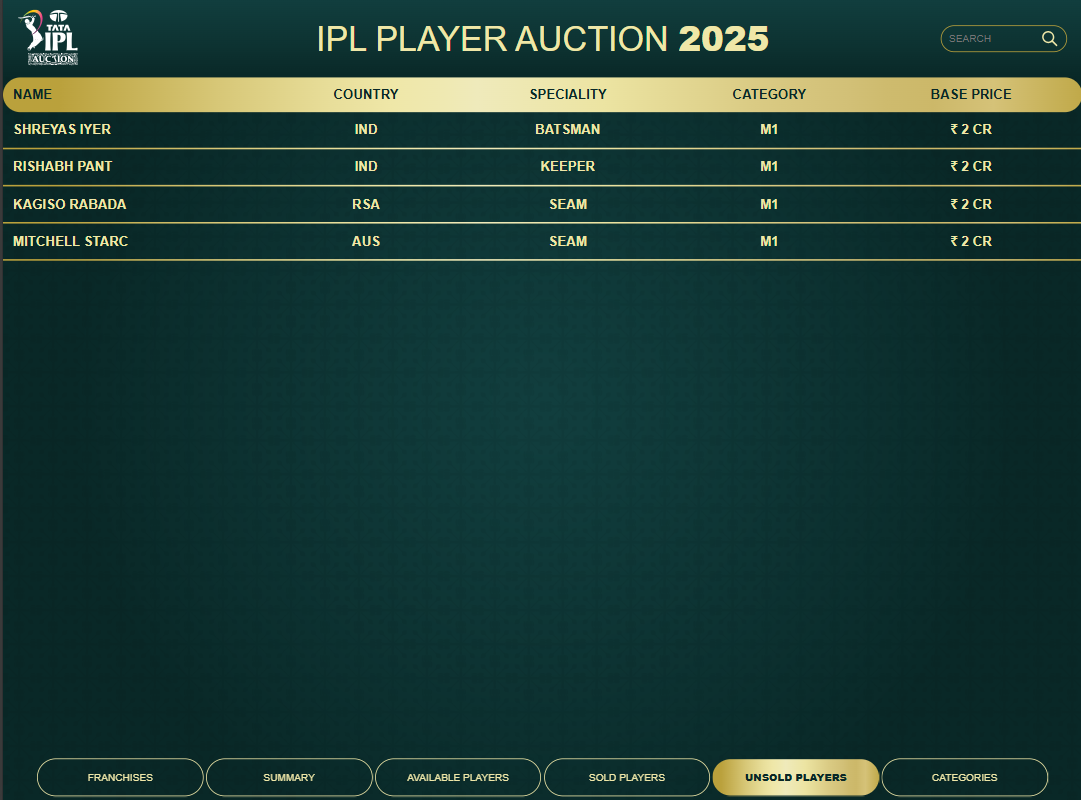 TATA
IPL
AUCTION
IPL PLAYER AUCTION 2025
SEARCH
NAME COUNTRY SPECIALITY CATEGORY BASE PRICE
SHREYAS IYER IND BATSMAN M1 ₹ 2 CR
RISHABH PANT IND KEEPER M1 ₹ 2 CR
KAGISO RABADA RSA SEAM M1 ₹ 2 CR
MITCHELL STARC AUS SEAM M1 ₹ 2 CR
FRANCHISES SUMMARY AVAILABLE PLAYERS SOLD PLAYERS UNSOLD PLAYERS CATEGORIES